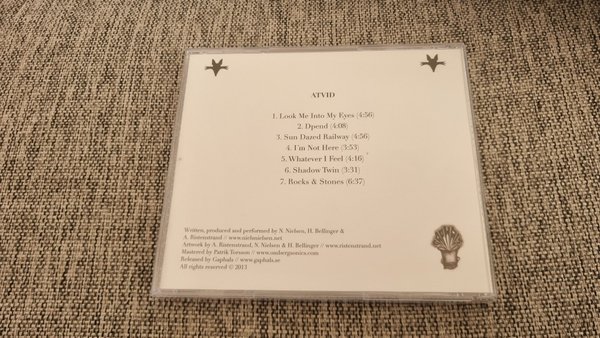 ATVID
1. Look Me Into My Eyes (4:56)
2. Dpend (4:08)
3. Sun Dazed Railway (4:56)
4. I'm Not Here (3:53)
5. Whatever I Feel (4:16)
6. Shadow Twin (3:31)
7. Rocks & Stones (6:37)
Written, produced and performed by N. Nielsen, H. Bellinger &
A. Ristenstrand // www.nielsnielsen.net
Artwork by A. Ristenstrand, N. Nielsen & H. Bellinger // www.ristenstrand.net
Mastered by Patrik Torsson // www.ombergsonics.com
Released by Gaphals // www.gaphals.se
All rights reserved © 2013